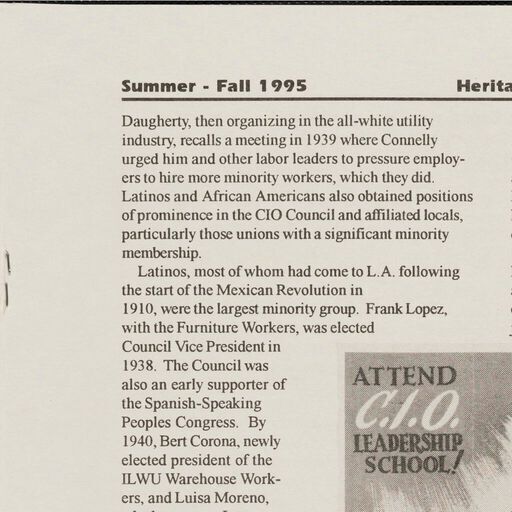 Summer - Fall 1995
Daugherty, then organizing in the all-white utility
industry, recalls a meeting in 1939 where Connelly
urged him and other labor leaders to pressure employ-
ers to hire more minority workers, which they did.
Latinos and African Americans also obtained positions
of prominence in the CIO Council and affiliated locals,
particularly those unions with a significant minority
membership.
Latinos, most of whom had come to L.A. following
the start of the Mexican Revolution in
1910, were the largest minority group. Frank Lopez,
with the Furniture Workers, was elected
Council Vice President in
1938. The Council was
also an early supporter of
the Spanish-Speaking
Peoples Congress. By
1940, Bert Corona, newly
elected president of the
ILWU Warehouse Work-
ers, and Luisa Moreno,
ATTEND
C.I.O.
LEADERSHIP
SCHOOL!